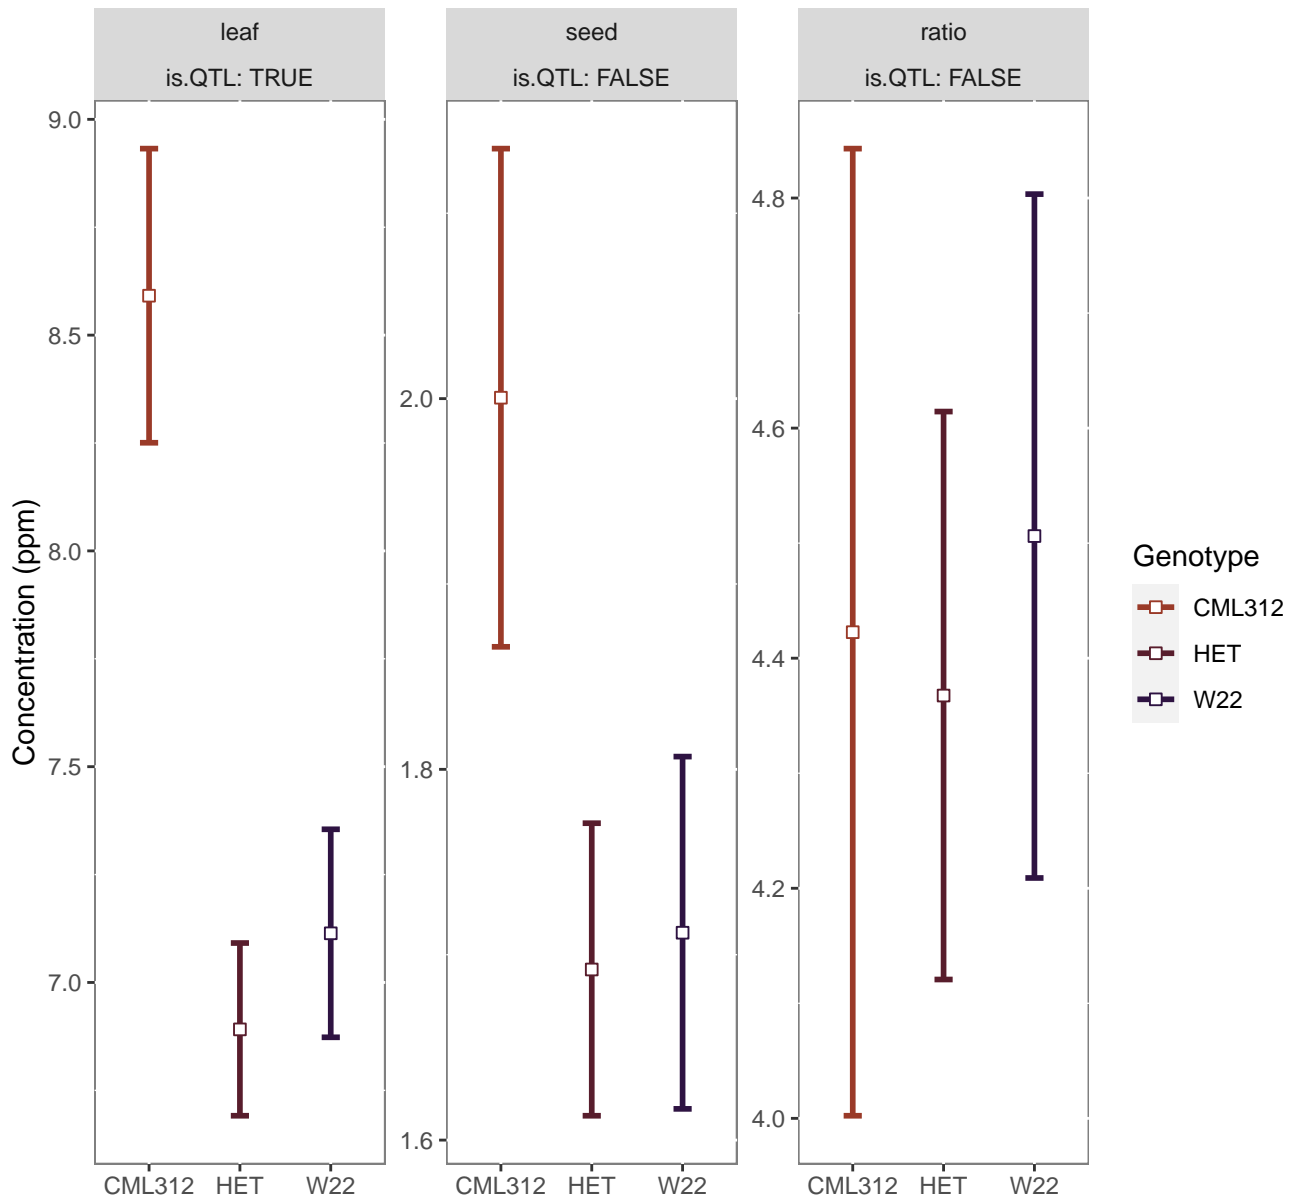 leaf
is.QTL: TRUE
seed
is.QTL: FALSE
ratio
is.QTL: FALSE
Concentration (ppm)
9.0
8.5
8.0
7.5
7.0
CML312 HET W22
2.0
1.8
1.6
CML312 HET W22
4.8
4.6
4.4
4.2
4.0
CML312 HET W22
Genotype
CML312
HET
W22